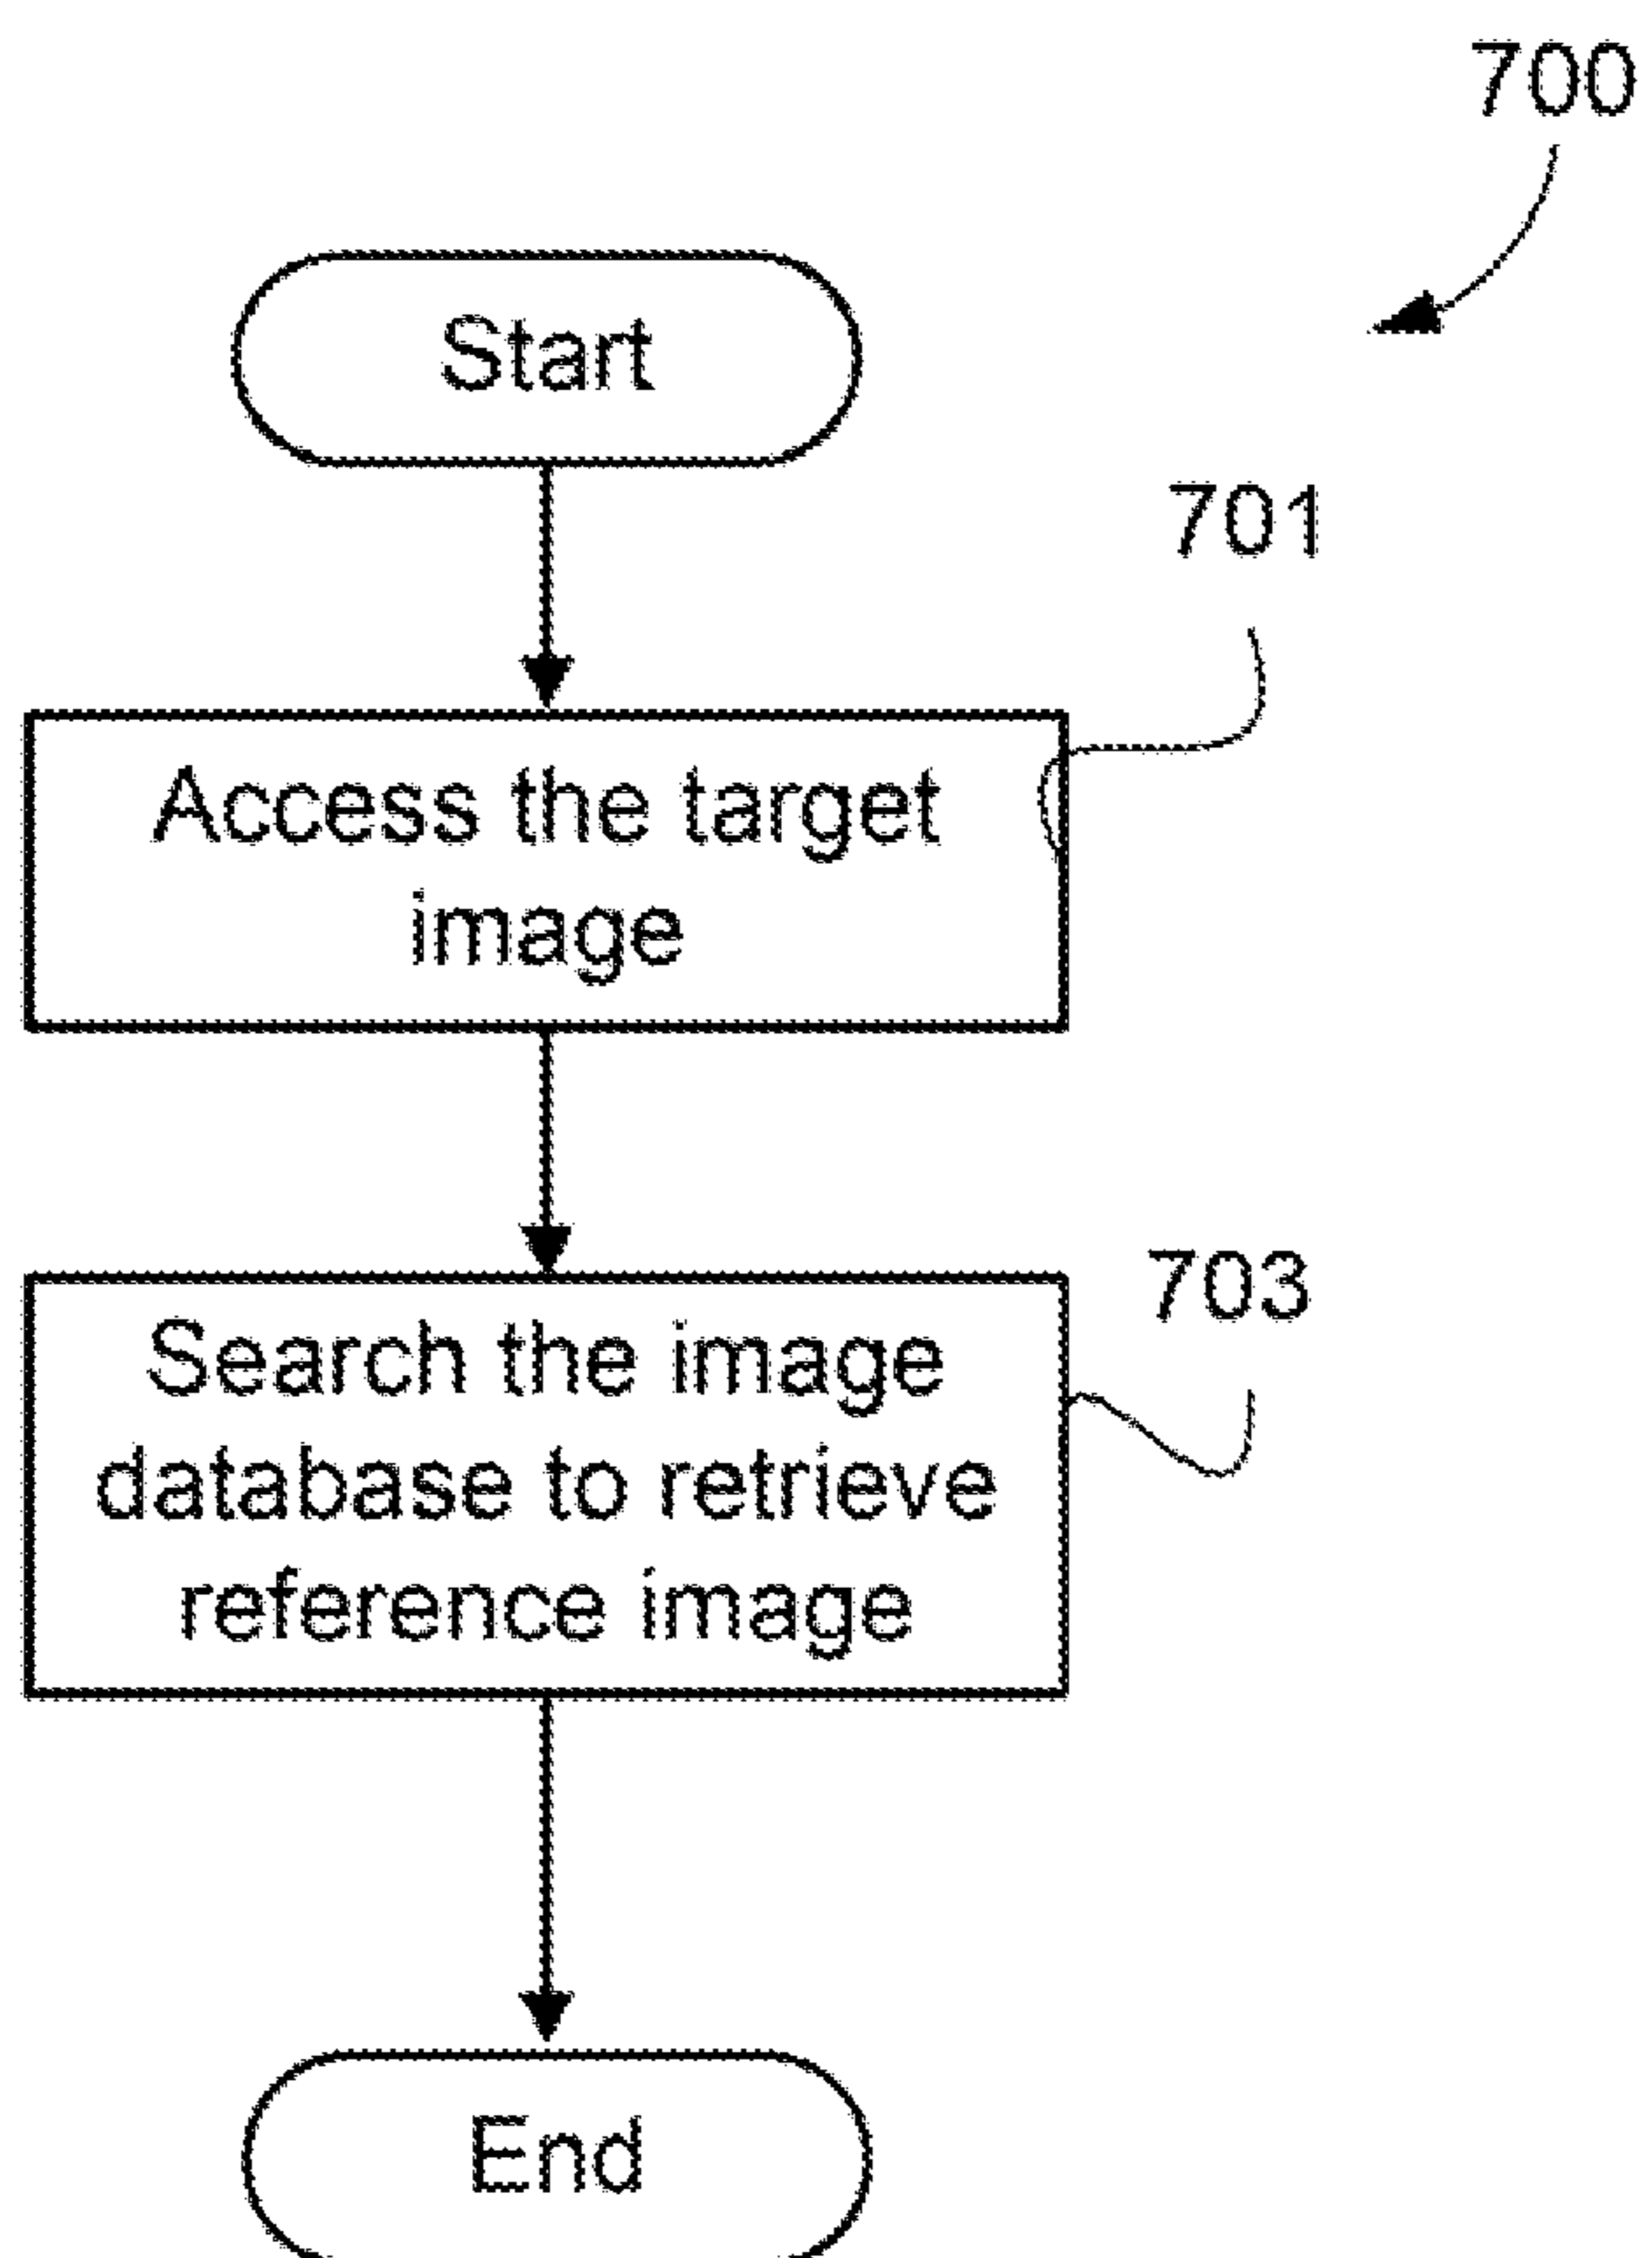 700
Start
701
Access the target
image
703
Search the image
database to retrieve
reference image
End